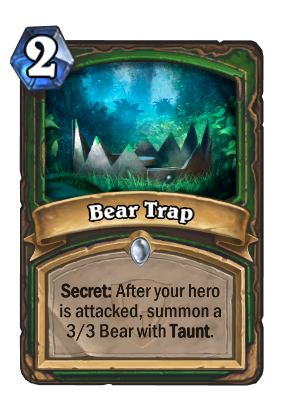 2
Bear Trap
Secret: After your hero
is attacked, summon a
3/3 Bear with Taunt.